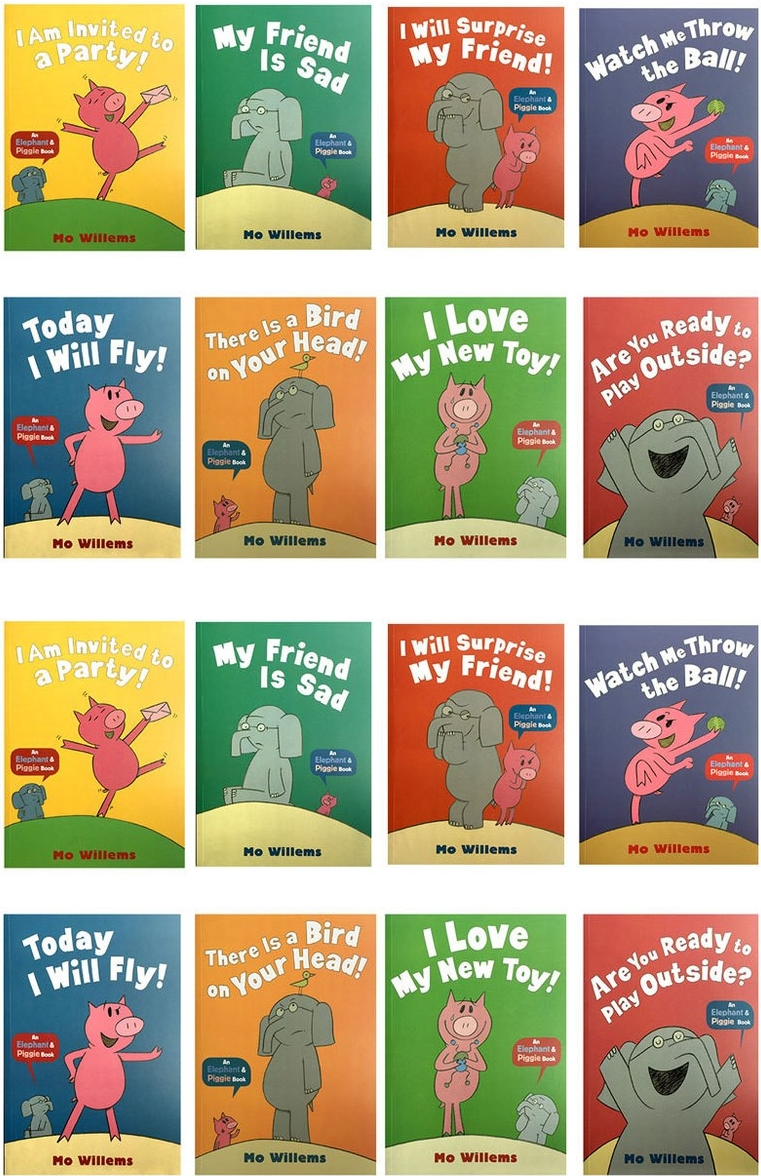 I Am Invited to
a Party!
An
Elephant &
Piggie Book
Mo Willems
My Friend
Is Sad
An
Elephant &
Piggie Book
Mo Willems
I Will Surprise
My Friend!
An
Elephant &
Piggie Book
Mo Willems
Watch Me Throw
the Ball!
An
Elephant &
Piggie Book
Mo Willems
Today
I Will Fly!
An
Elephant &
Piggie Book
Mo Willems
There Is a Bird
on Your Head!
An
Elephant &
Piggie Book
Mo Willems
I Love
My New Toy!
An
Elephant &
Piggie Book
Mo Willems
Are You Ready to
Play Outside?
An
Elephant &
Piggie Book
Mo Willems
I Am Invited to
a Party!
An
Elephant &
Piggie Book
Mo Willems
My Friend
Is Sad
An
Elephant &
Piggie Book
Mo Willems
I Will Surprise
My Friend!
An
Elephant &
Piggie Book
Mo Willems
Watch Me Throw
the Ball!
An
Elephant &
Piggie Book
Mo Willems
Today
I Will Fly!
An
Elephant &
Piggie Book
Mo Willems
There Is a Bird
on Your Head!
An
Elephant &
Piggie Book
Mo Willems
I Love
My New Toy!
An
Elephant &
Piggie Book
Mo Willems
Are You Ready to
Play Outside?
An
Elephant &
Piggie Book
Mo Willems